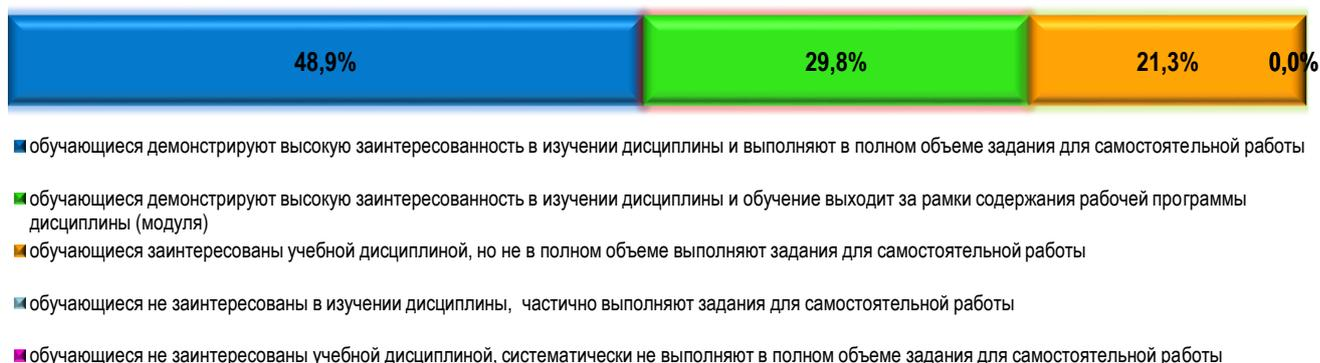 48,9% 29,8% 21,3% 0,0%
обучающиеся демонстрируют высокую заинтересованность в изучении дисциплины и выполняют в полном объеме задания для самостоятельной работы
обучающиеся демонстрируют высокую заинтересованность в изучении дисциплины и обучение выходит за рамки содержания рабочей программы
дисциплины (модуля)
обучающиеся заинтересованы учебной дисциплиной, но не в полном объеме выполняют задания для самостоятельной работы
обучающиеся не заинтересованы в изучении дисциплины, частично выполняют задания для самостоятельной работы
обучающиеся не заинтересованы учебной дисциплиной, систематически не выполняют в полном объеме задания для самостоятельной работы